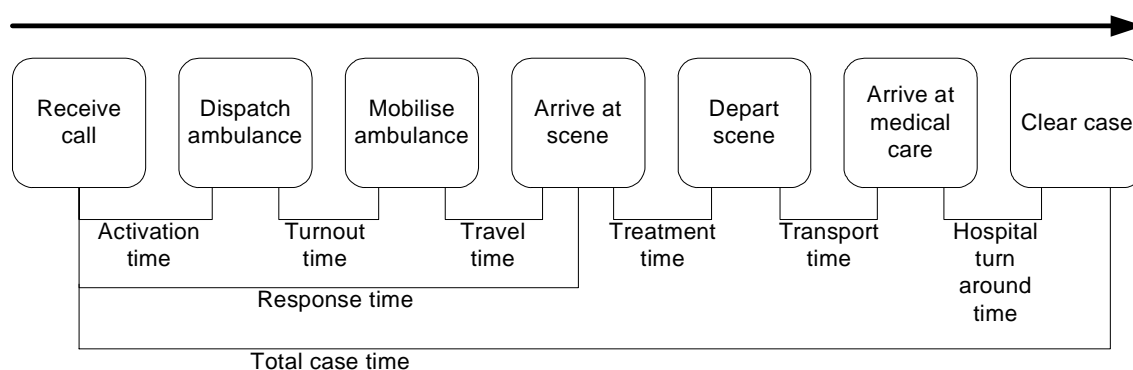 Receive
call
Dispatch
ambulance
Mobilise
ambulance
Arrive at
scene
Depart
scene
Arrive at
medical
care
Clear case
Activation
time
Turnout
time
Travel
time
Treatment
time
Transport
time
Hospital
turn
around
time
Response time
Total case time